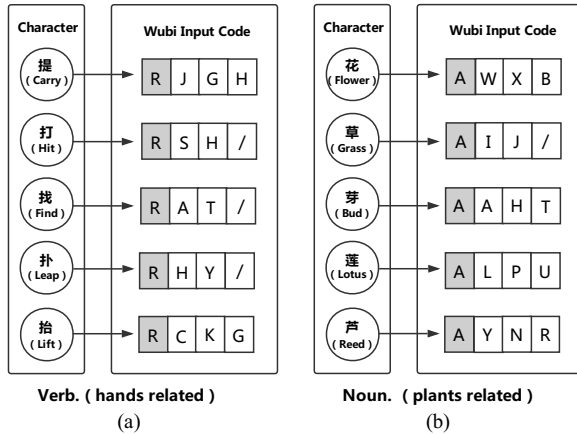 Character Wubi Input Code
提
( Carry )
R J G H
打
( Hit )
R S H /
找
( Find )
R A T /
扑
( Leap )
R H Y /
抬
( Lift )
R C K G
Verb. ( hands related )
(a)
Character Wubi Input Code
花
( Flower )
A W X B
草
( Grass )
A I J /
芽
( Bud )
A A H T
莲
( Lotus )
A L P U
芦
( Reed )
A Y N R
Noun. ( plants related )
(b)